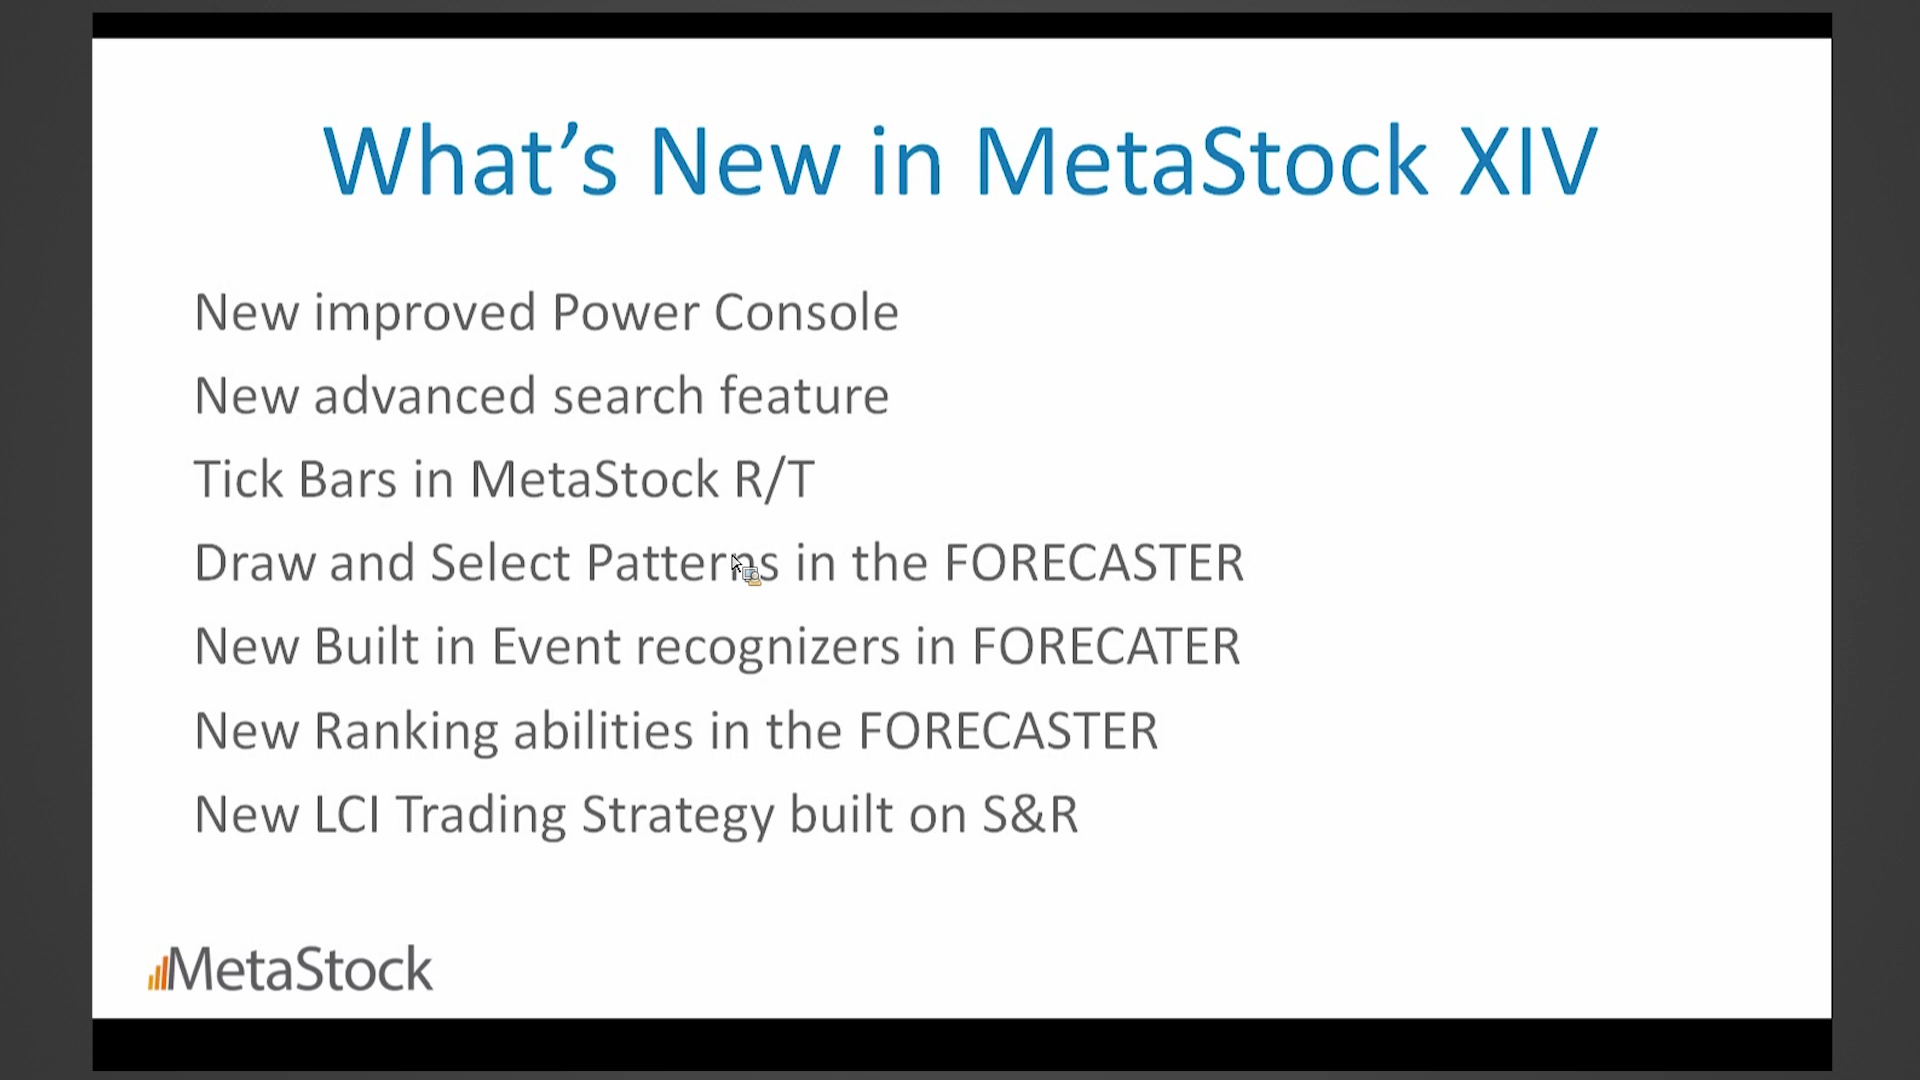 What’s New in MetaStock XIV
New improved Power Console
New advanced search feature
Tick Bars in MetaStock R/T
Draw and Select Patterns in the FORECASTER
New Built in Event recognizers in FORECATER
New Ranking abilities in the FORECASTER
New LCI Trading Strategy built on S&R
MetaStock